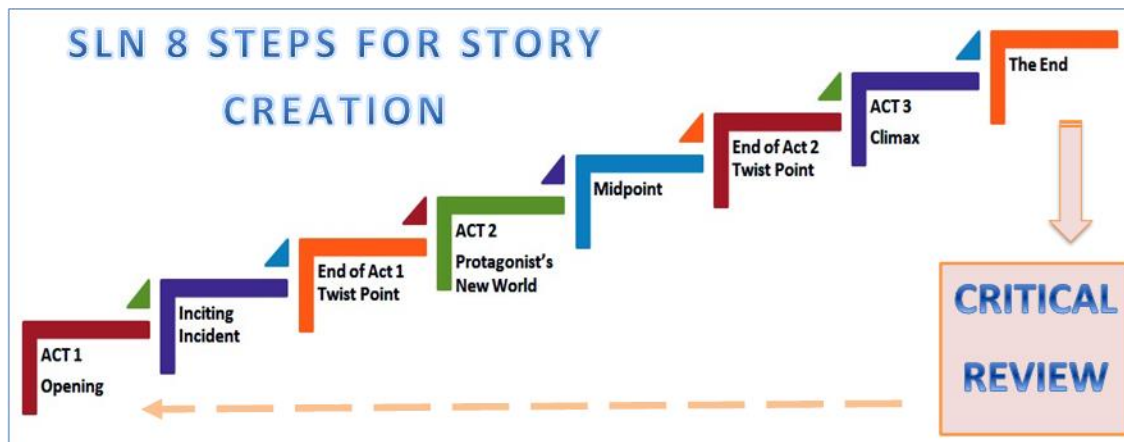 SLN 8 STEPS FOR STORY
CREATION
ACT 1
Opening
Inciting
Incident
End of Act 1
Twist Point
ACT 2
Protagonist's
New World
Midpoint
End of Act 2
Twist Point
ACT 3
Climax
The End
CRITICAL
REVIEW